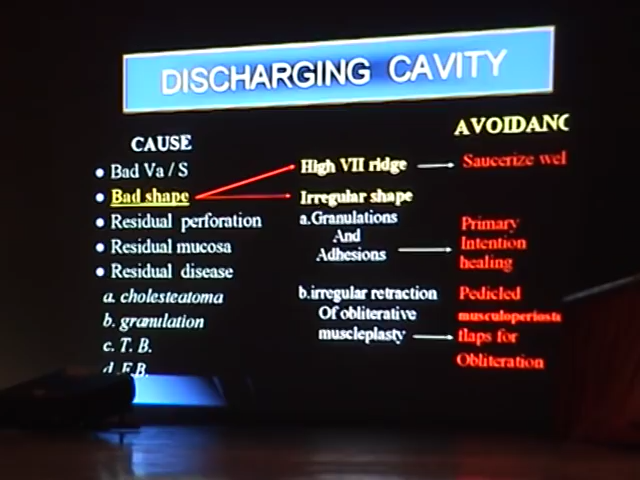 DISCHARGING CAVITY
CAUSE
• Bad Va / S
• Bad shape
• Residual perforation
• Residual mucosa
• Residual disease
a. cholesteatoma
b. granulation
c. T. B.
d. F.B.
High VII ridge
Irregular shape
a.Granulations
And
Adhesions
b.irregular retraction
Of obliterative
muscleplasty
AVOIDANC
Saucerize wel
Primary
Intention
healing
Pedicled
musculoperiosta
flaps for
Obliteration